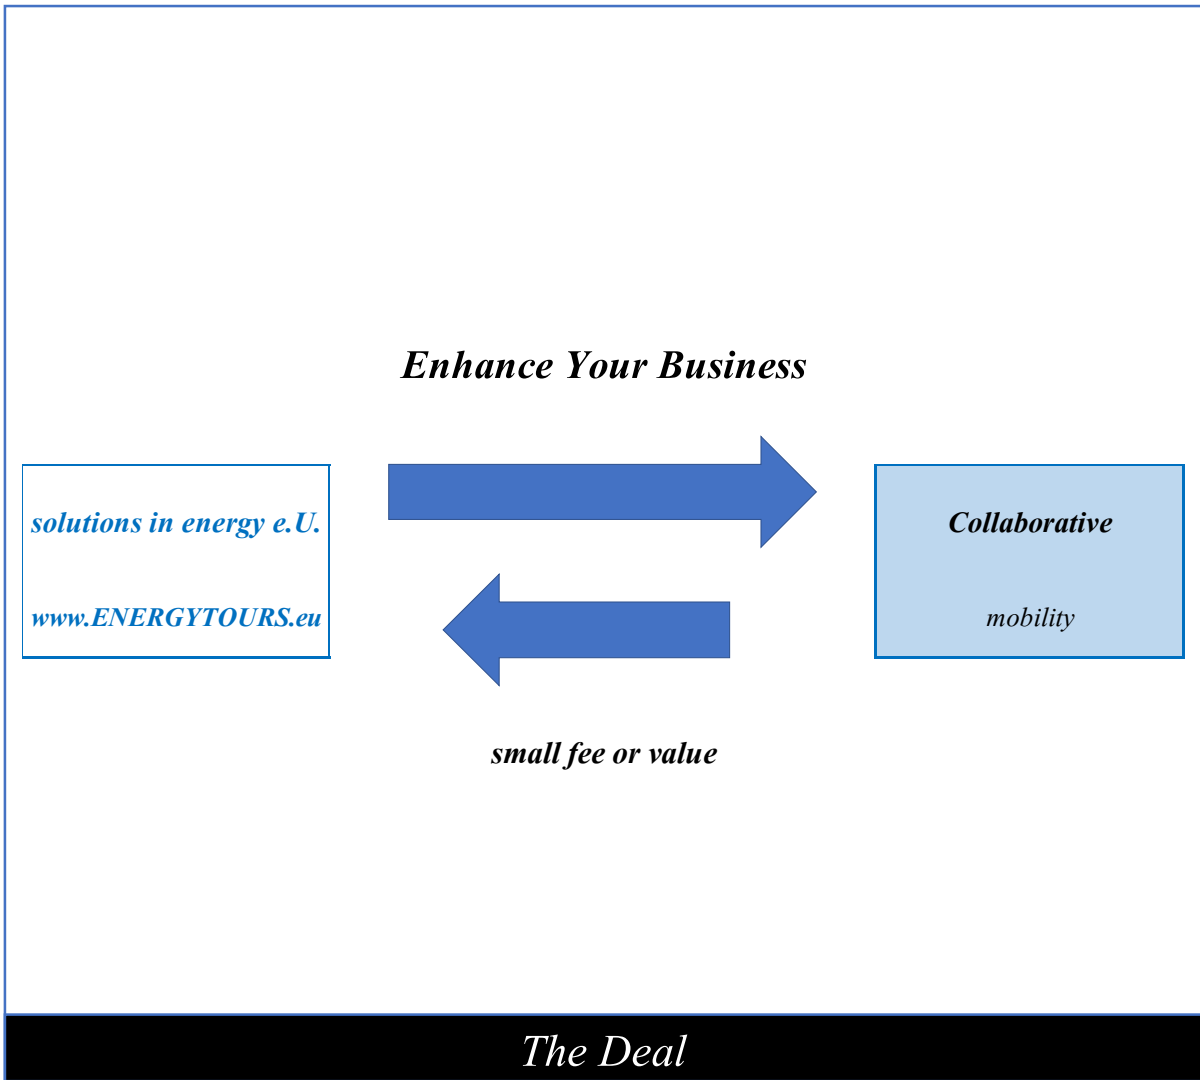 Enhance Your Business
solutions in energy e.U.
www.ENERGYTOURS.eu
Collaborative
mobility
small fee or value
The Deal